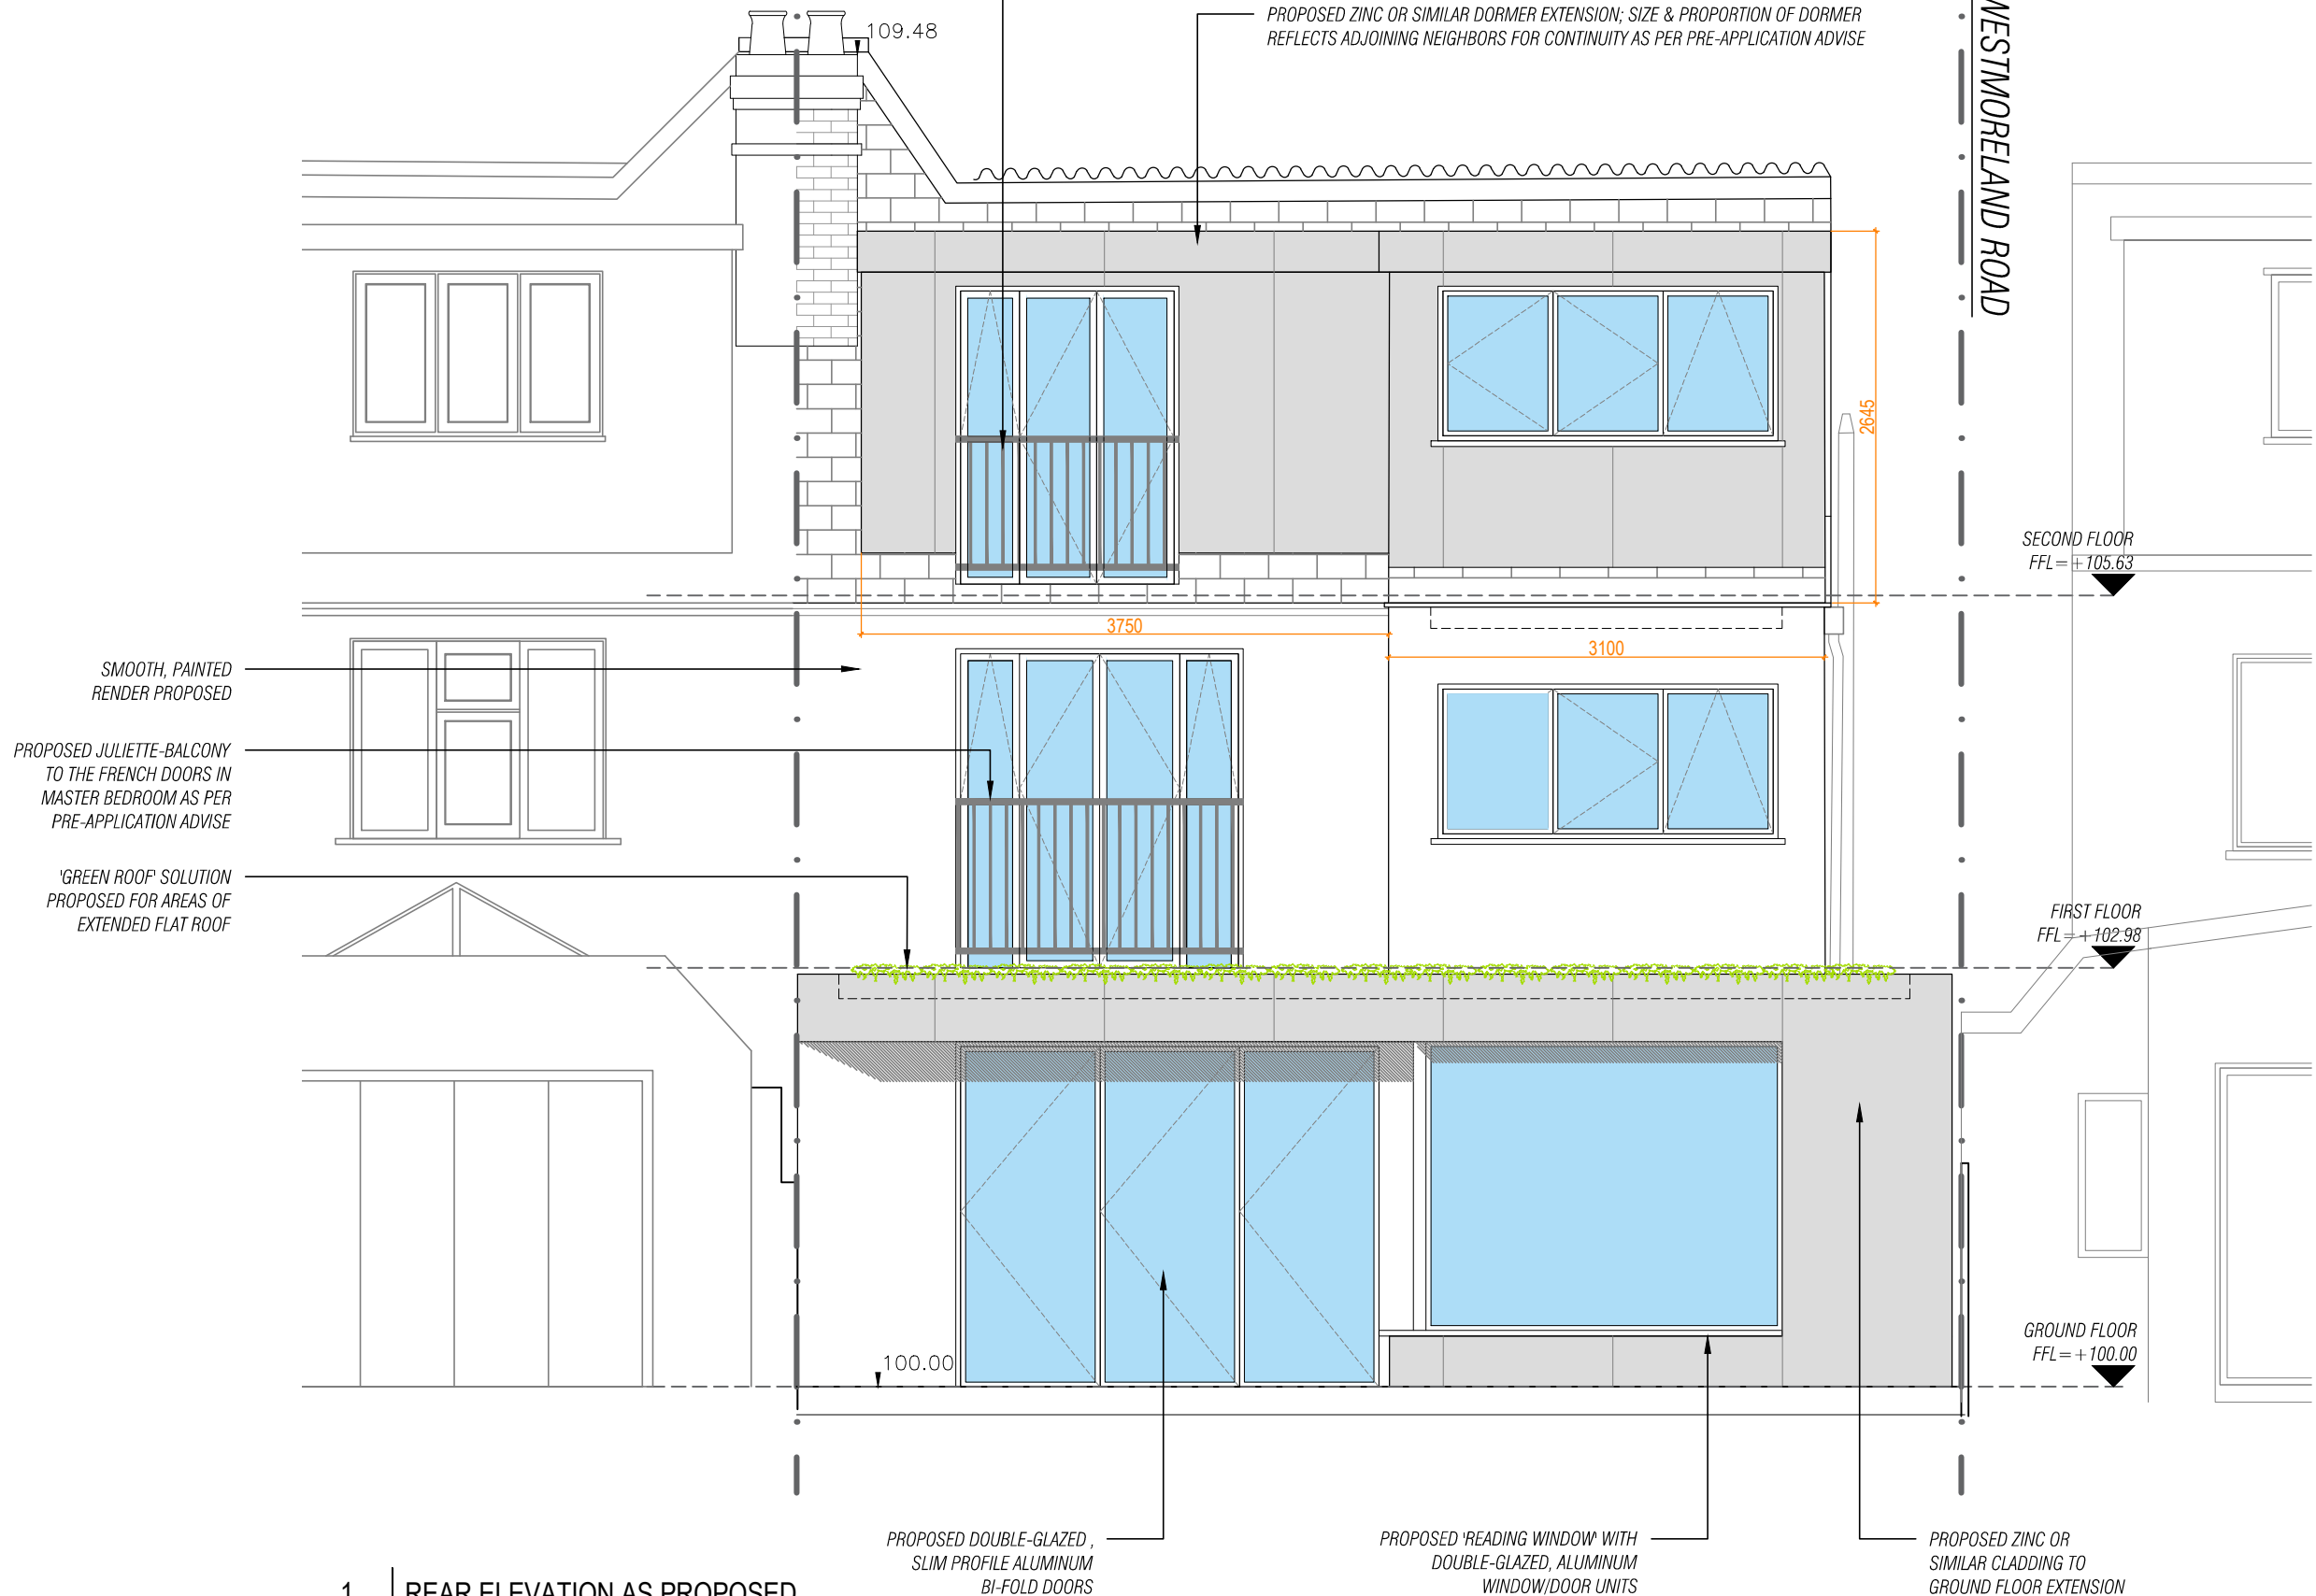 PROPOSED ZINC OR SIMILAR DORMER EXTENSION; SIZE & PROPORTION OF DORMER
REFLECTS ADJOINING NEIGHBORS FOR CONTINUITY AS PER PRE-APPLICATION ADVISE
109.48
WESTMORELAND ROAD
2645
SECOND FLOOR
FFL=+105.63
3750
3100
SMOOTH, PAINTED
RENDER PROPOSED
PROPOSED JULIETTE-BALCONY
TO THE FRENCH DOORS IN
MASTER BEDROOM AS PER
PRE-APPLICATION ADVISE
'GREEN ROOF' SOLUTION
PROPOSED FOR AREAS OF
EXTENDED FLAT ROOF
FIRST FLOOR
FFL=+102.98
GROUND FLOOR
FFL=+100.00
100.00
PROPOSED DOUBLE-GLAZED ,
SLIM PROFILE ALUMINUM
BI-FOLD DOORS
PROPOSED 'READING WINDOW' WITH
DOUBLE-GLAZED, ALUMINUM
WINDOW/DOOR UNITS
PROPOSED ZINC OR
SIMILAR CLADDING TO
GROUND FLOOR EXTENSION
1 REAR ELEVATION AS PROPOSED